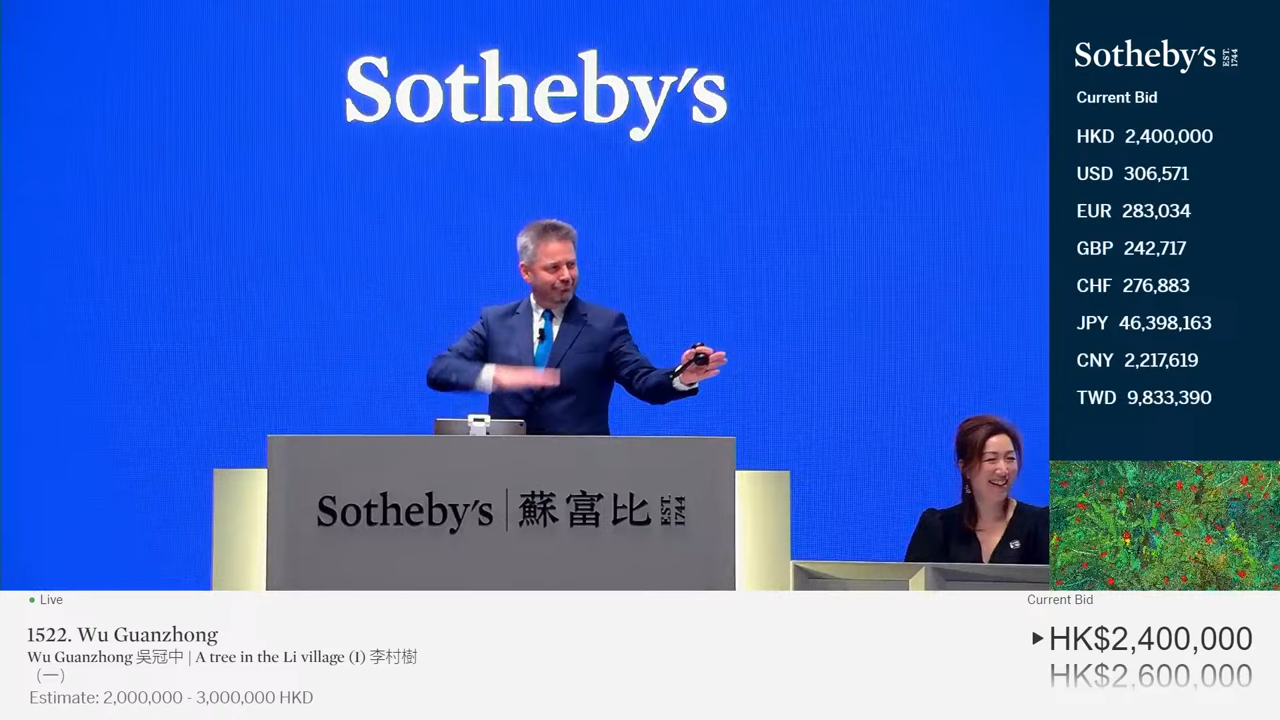 Sotheby's
Sotheby's | 蘇富比 EST. 1744
Sotheby's EST. 1744
Current Bid
HKD 2,400,000
USD 306,571
EUR 283,034
GBP 242,717
CHF 276,883
JPY 46,398,163
CNY 2,217,619
TWD 9,833,390
Live
1522. Wu Guanzhong
Wu Guanzhong 吳冠中 | A tree in the Li village (I) 李村樹
(一)
Estimate: 2,000,000 - 3,000,000 HKD
Current Bid
HK$2,400,000
HK$2,600,000